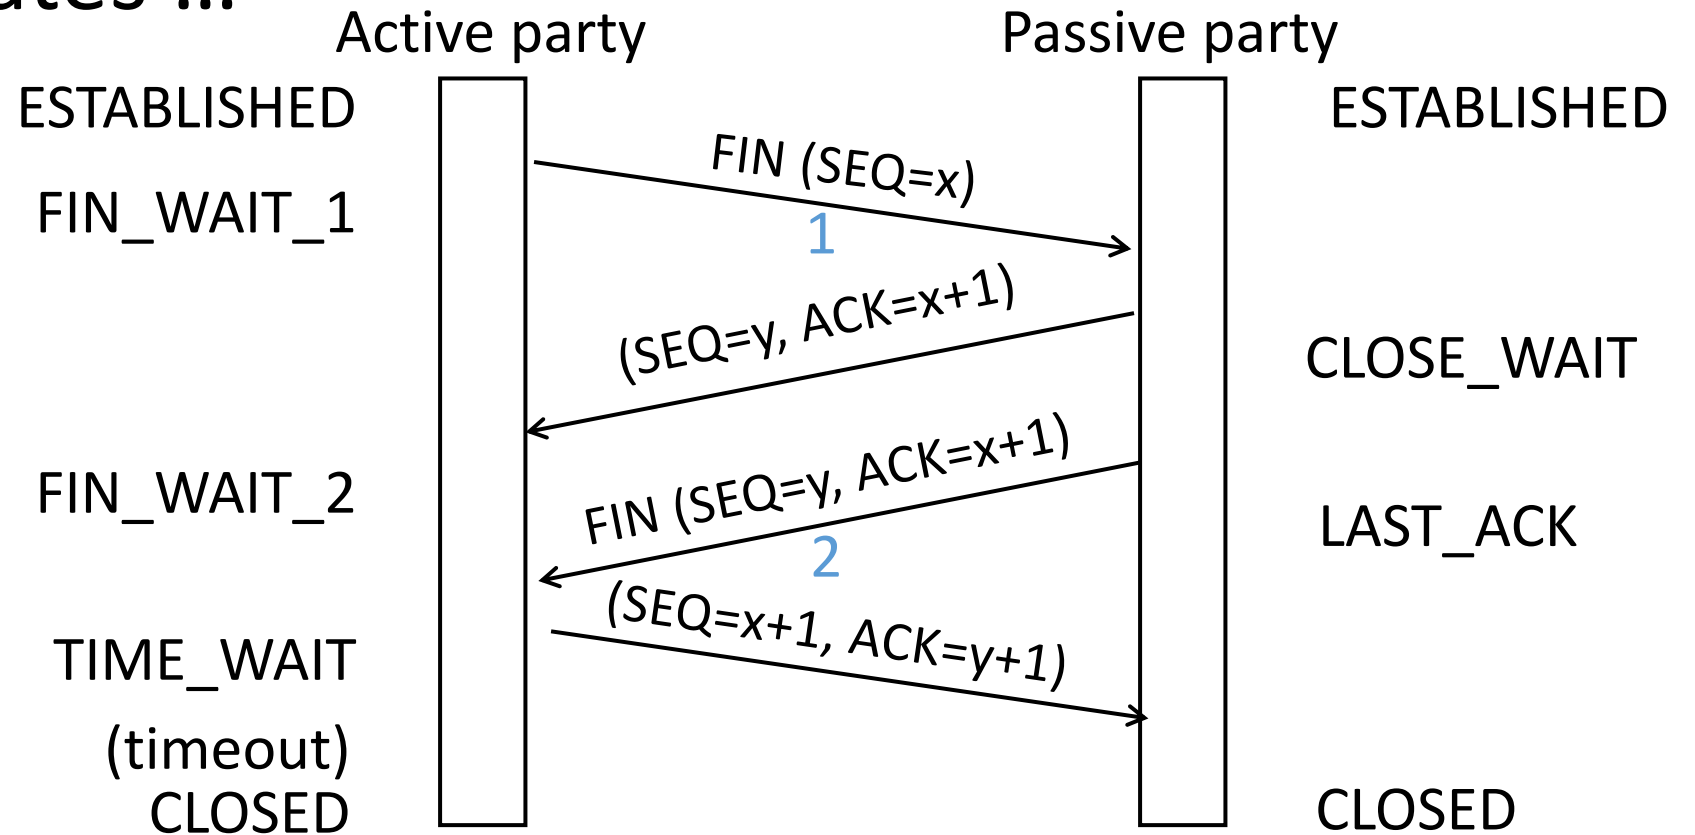 Active party Passive party
ESTABLISHED ESTABLISHED
FIN (SEQ=x)
FIN_WAIT_1
1
(SEQ=y, ACK=x+1)
CLOSE_WAIT
FIN (SEQ=y, ACK=x+1)
FIN_WAIT_2
LAST_ACK
2
(SEQ=x+1, ACK=y+1)
TIME_WAIT
(timeout)
CLOSED CLOSED